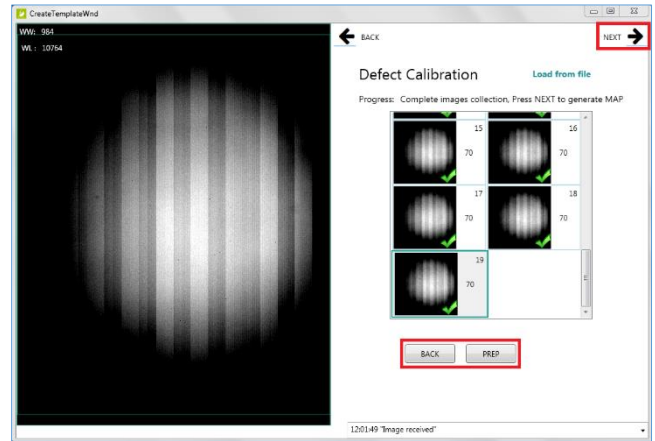 CreateTemplateWnd
WW: 984
WL : 10764
BACK
NEXT
Defect Calibration
Load from file
Progress: Complete images collection, Press NEXT to generate MAP
15
70
16
70
17
70
18
70
19
70
BACK
PREP
12:01:49 "Image received"